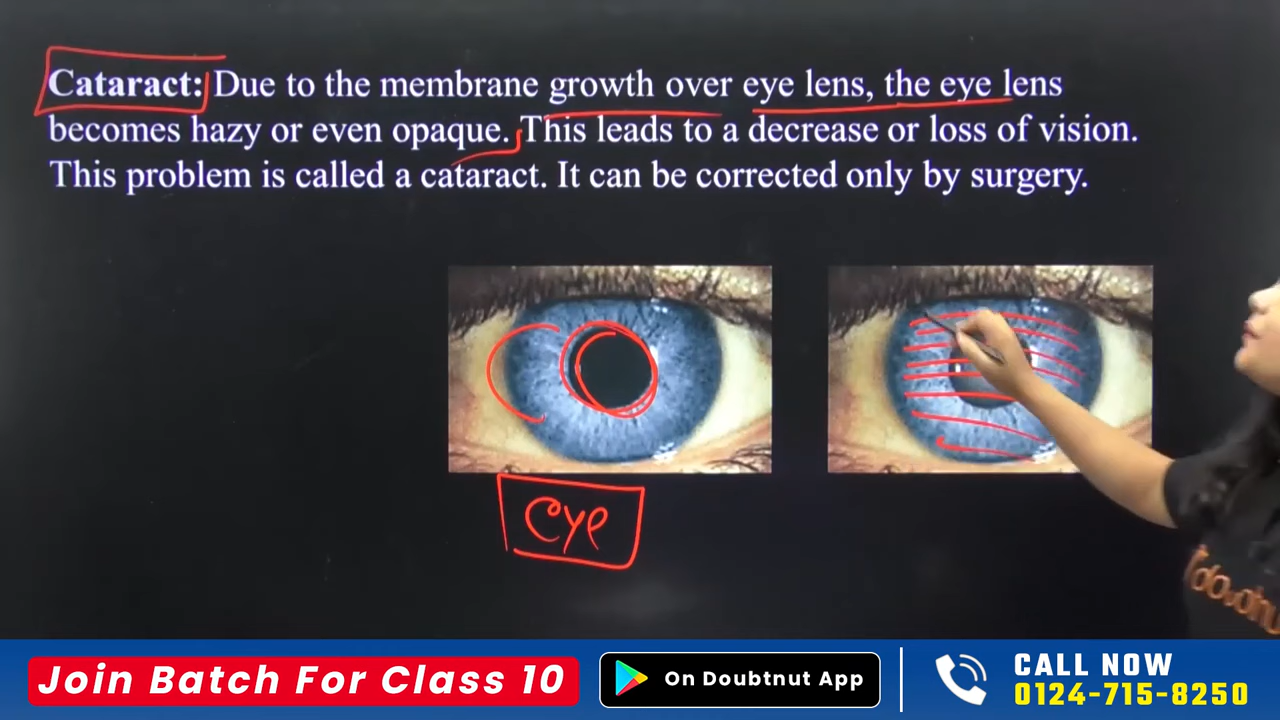 Cataract: Due to the membrane growth over eye lens, the eye lens
becomes hazy or even opaque. This leads to a decrease or loss of vision.
This problem is called a cataract. It can be corrected only by surgery.
eye
Join Batch For Class 10
On Doubtnut App
CALL NOW
0124-715-8250